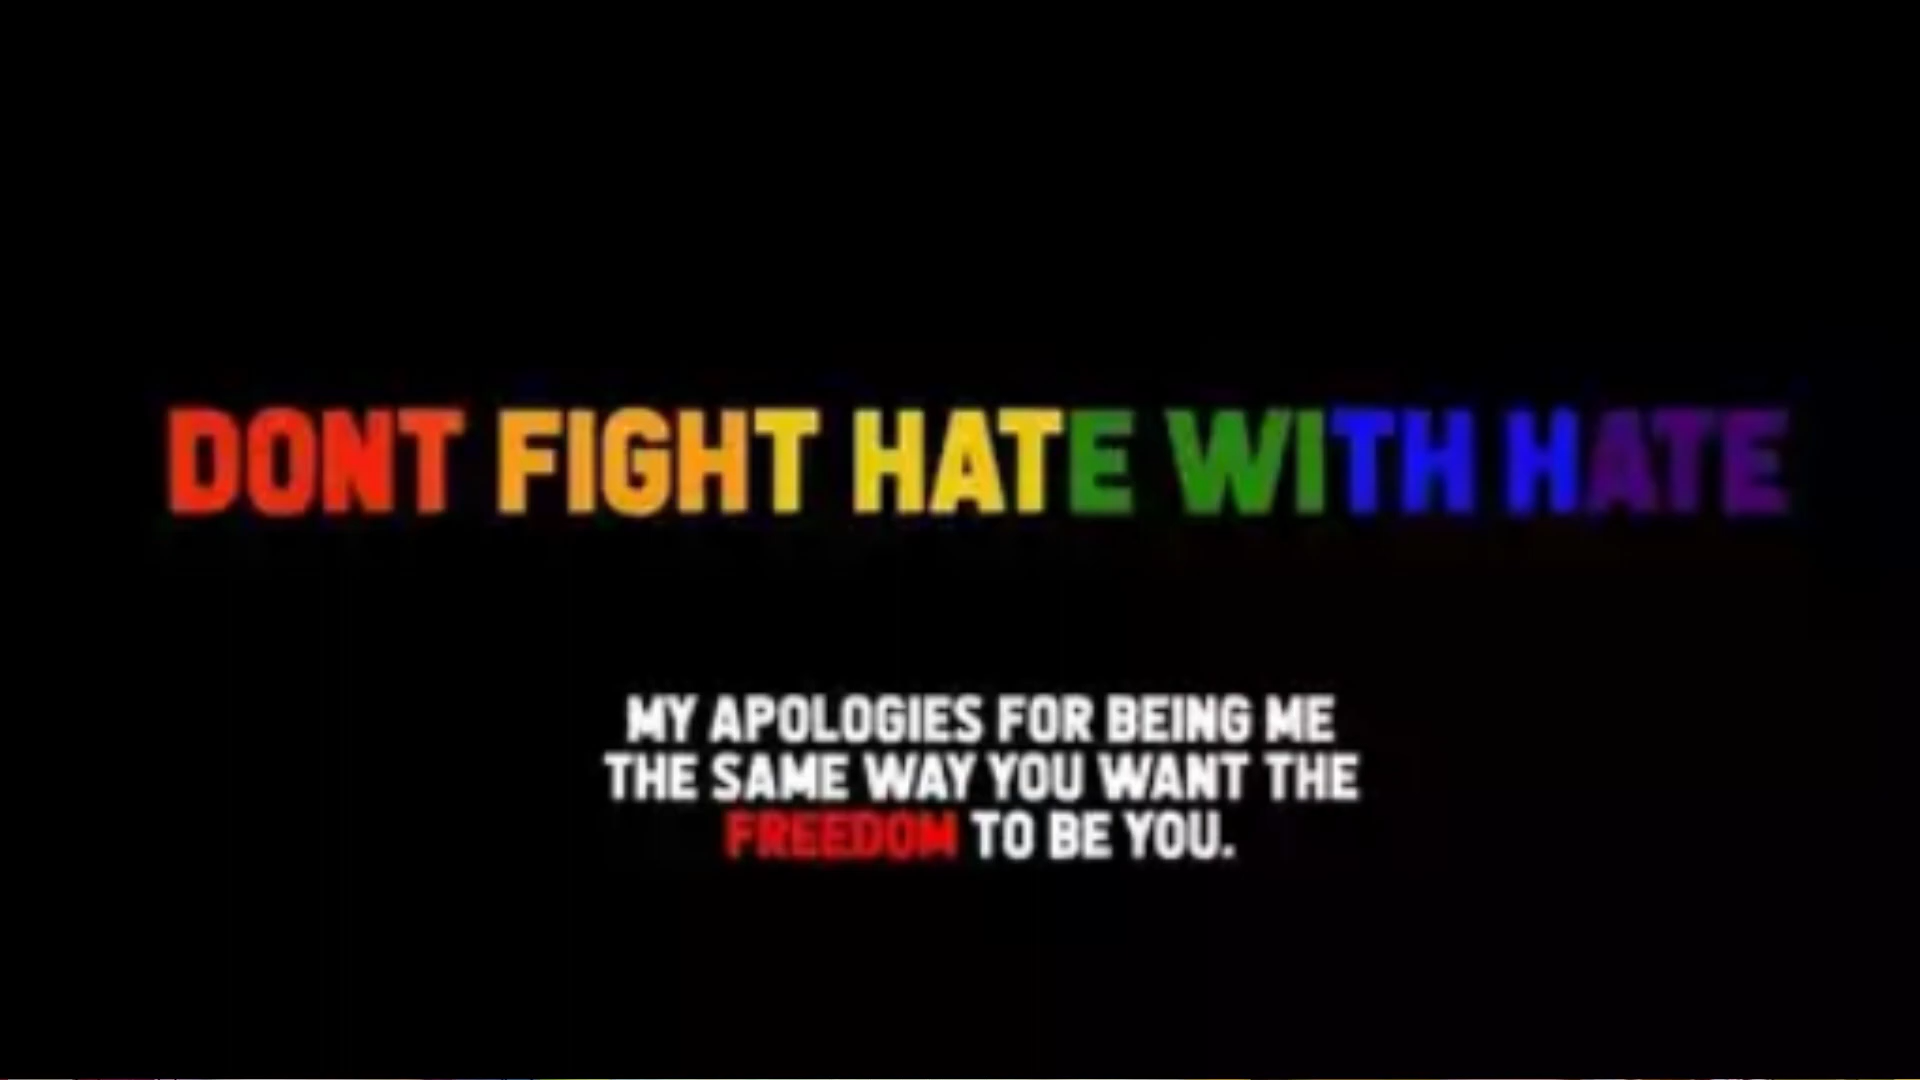 DONT FIGHT HATE WITH HATE
MY APOLOGIES FOR BEING ME
THE SAME WAY YOU WANT THE
FREEDOM TO BE YOU.